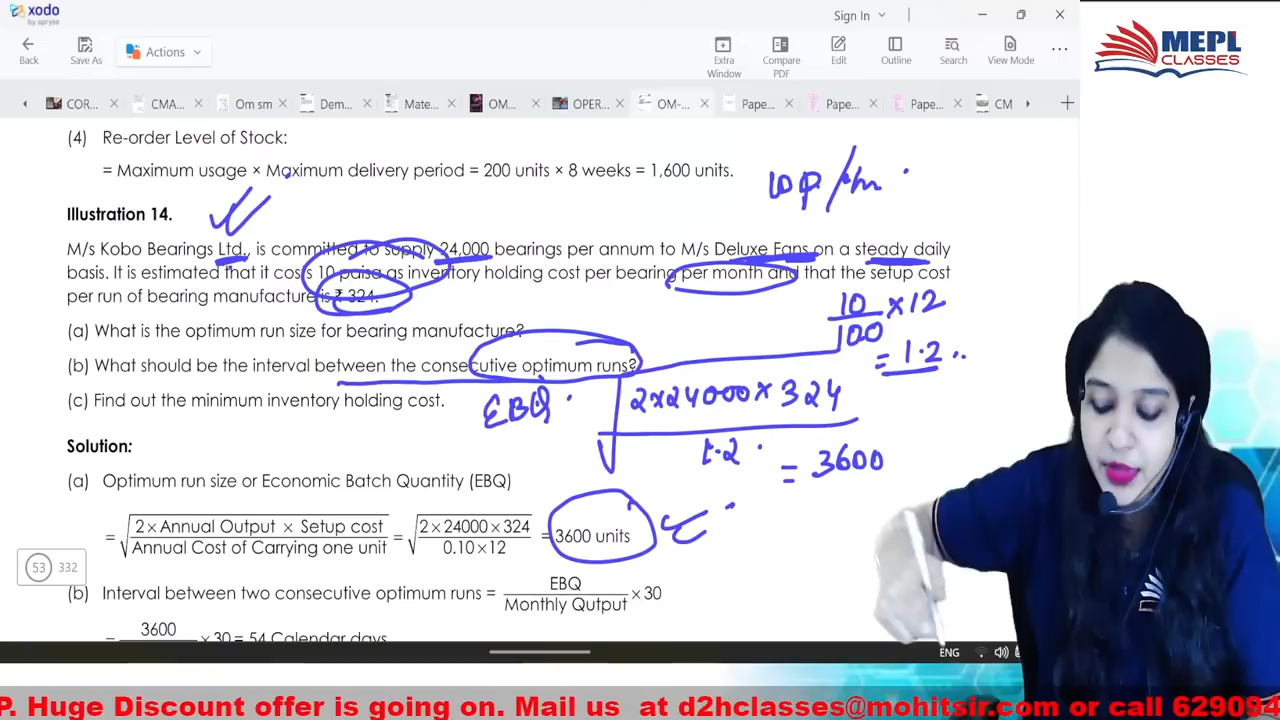 xodo
by apryse
Sign In
Back
Save As
Actions
Extra Window
Compare PDF
Edit
Outline
Search
View Mode
MEPL
CLASSES
COR...
CMA...
Om sm
Dem...
Mate...
OM...
OPER...
OM-...
Pape...
Pape...
Pape...
CM
(4) Re-order Level of Stock:
= Maximum usage × Maximum delivery period = 200 units × 8 weeks = 1,600 units.
10P/m
Illustration 14.
M/s Kobo Bearings Ltd., is committed to supply 24,000 bearings per annum to M/s Deluxe Fans on a steady daily
basis. It is estimated that it costs 10 paisa as inventory holding cost per bearing per month and that the setup cost
per run of bearing manufacture is ₹ 324.
10/100 × 12
= 1.2
(a) What is the optimum run size for bearing manufacture?
(b) What should be the interval between the consecutive optimum runs?
(c) Find out the minimum inventory holding cost.
EBQ
√ 2×24000×324 / 1.2
= 3600
Solution:
(a) Optimum run size or Economic Batch Quantity (EBQ)
= √ 2×Annual Output × Setup cost / Annual Cost of Carrying one unit = √ 2×24000×324 / 0.10×12 = 3600 units
53 332
(b) Interval between two consecutive optimum runs = EBQ / Monthly Qutput × 30
= 3600 × 30 = 54 Calendar days
ENG
P. Huge Discount offer is going on. Mail us at d2hclasses@mohitsir.com or call 629094